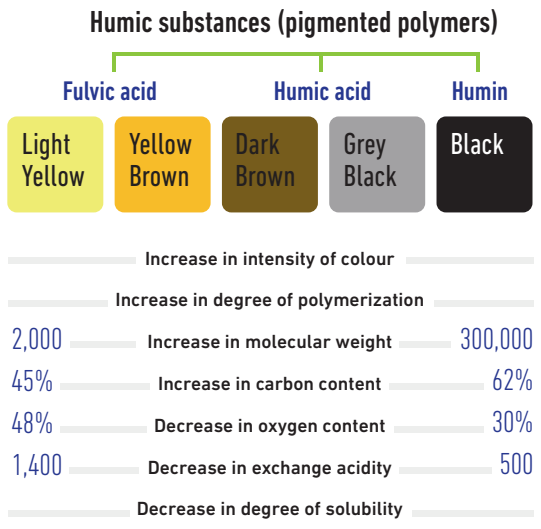 Humic substances (pigmented polymers)
Fulvic acid Humic acid Humin
Light Yellow Dark Grey Black
Yellow Brown Brown Black
Increase in intensity of colour
Increase in degree of polymerization
2,000 Increase in molecular weight 300,000
45% Increase in carbon content 62%
48% Decrease in oxygen content 30%
1,400 Decrease in exchange acidity 500
Decrease in degree of solubility